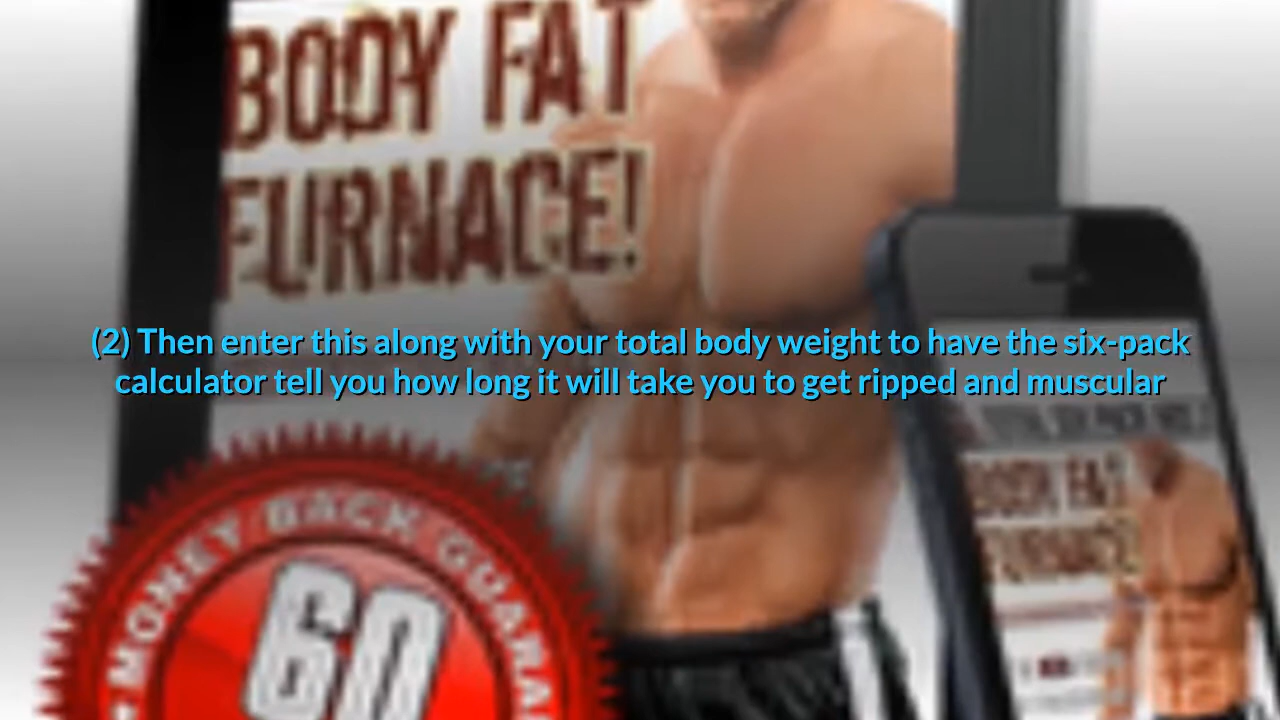 BODY FAT
FURNACE!
(2) Then enter this along with your total body weight to have the six-pack
calculator tell you how long it will take you to get ripped and muscular
BODY FAT
FURNACE
MONEY BACK GUARA
60